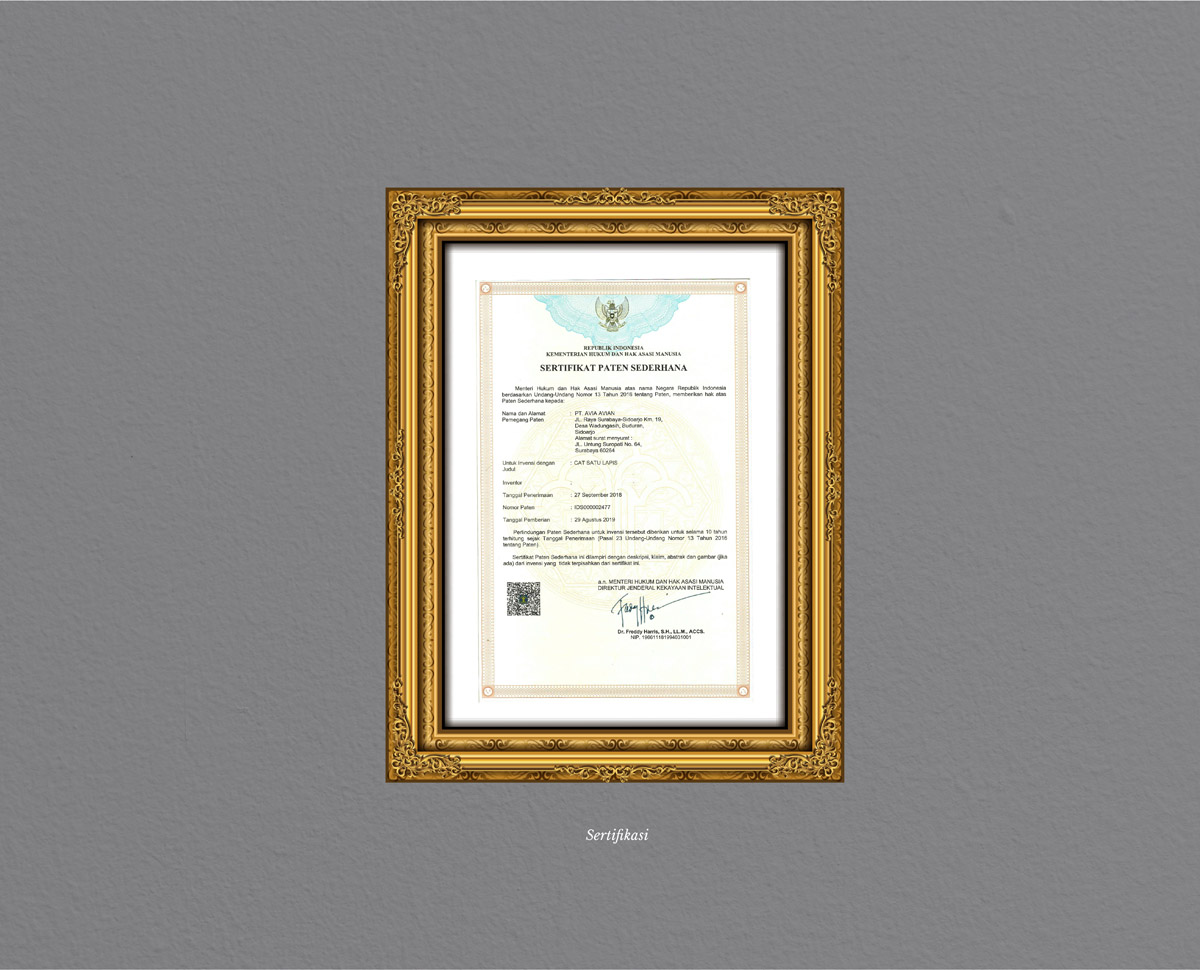 REPUBLIK INDONESIA
KEMENTERIAN HUKUM DAN HAK ASASI MANUSIA
SERTIFIKAT PATEN SEDERHANA
Menteri Hukum dan Hak Asasi Manusia atas nama Negara Republik Indonesia
berdasarkan Undang-Undang Nomor 13 Tahun 2016 tentang Paten, memberikan hak atas
Paten Sederhana kepada:
Nama dan Alamat : PT. AVIA AVIAN
Pemegang Paten JL. Raya Surabaya-Sidoarjo Km. 19,
Desa Wadungasih, Buduran,
Sidoarjo
Alamat surat menyurat :
JL. Untung Suropati No. 64,
Surabaya 60264
Untuk Invensi dengan : CAT SATU LAPIS
Judul
Inventor :
Tanggal Penerimaan : 27 September 2018
Nomor Paten : IDS000002477
Tanggal Pemberian : 29 Agustus 2019
Perlindungan Paten Sederhana untuk invensi tersebut diberikan untuk selama 10 tahun
terhitung sejak Tanggal Penerimaan (Pasal 23 Undang-Undang Nomor 13 Tahun 2016
tentang Paten).
Sertifikat Paten Sederhana ini dilampiri dengan deskripsi, klaim, abstrak dan gambar (jika
ada) dari invensi yang tidak terpisahkan dari sertifikat ini.
a.n. MENTERI HUKUM DAN HAK ASASI MANUSIA
DIREKTUR JENDERAL KEKAYAAN INTELEKTUAL
Dr. Freddy Harris, S.H., LL.M., ACCS.
NIP. 196611181994031001
Sertifikasi